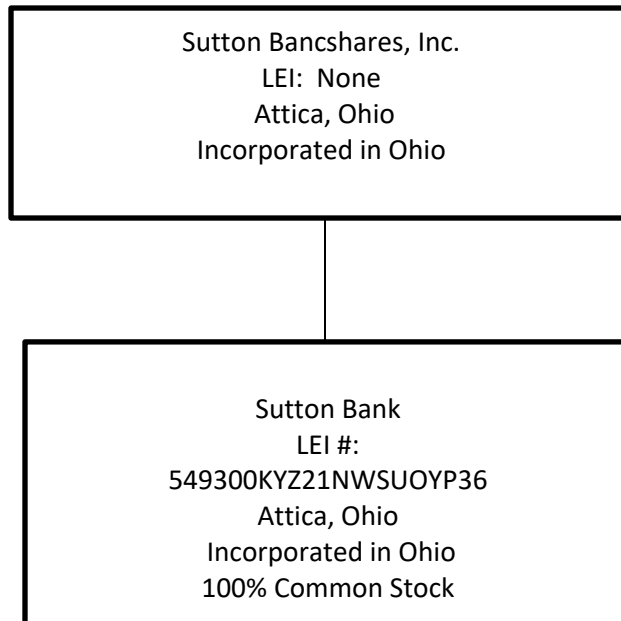 Sutton Bancshares, Inc.
LEI: None
Attica, Ohio
Incorporated in Ohio
Sutton Bank
LEI #:
549300KYZ21NWSUOYP36
Attica, Ohio
Incorporated in Ohio
100% Common Stock